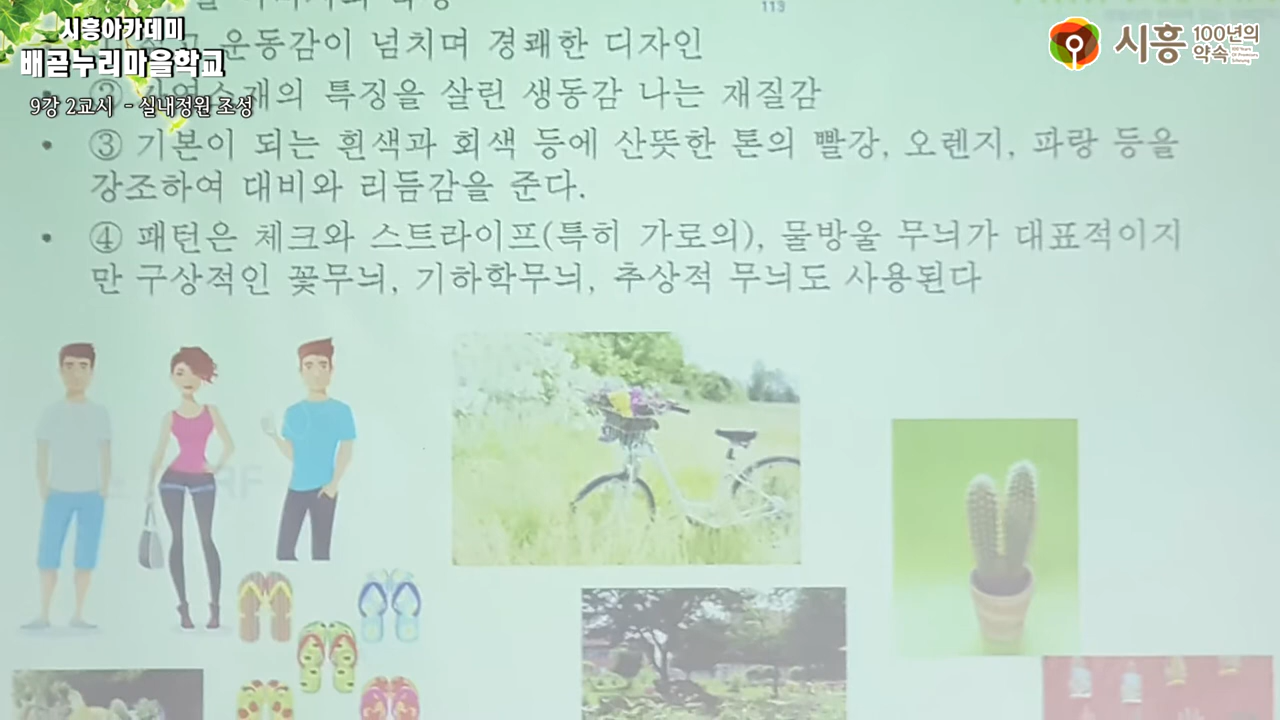 시흥아카데미
배곧누리마을학교
9강 2교시 - 실내정원 조성
시흥 100년의 약속
113
운동감이 넘치며 경쾌한 디자인
특징을 살린 생동감 나는 재질감
• ③ 기본이 되는 흰색과 회색 등에 산뜻한 톤의 빨강, 오렌지, 파랑 등을
강조하여 대비와 리듬감을 준다.
• ④ 패턴은 체크와 스트라이프(특히 가로의), 물방울 무늬가 대표적이지
만 구상적인 꽃무늬, 기하학무늬, 추상적 무늬도 사용된다